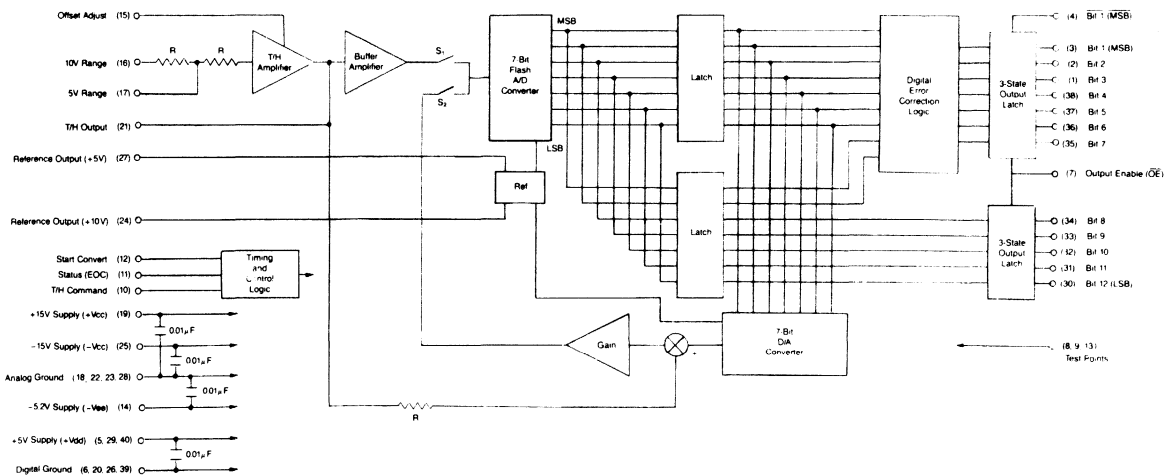 Offset Adjust (15)
10V Range (16)
5V Range (17)
T/H Output (21)
Reference Output (+5V) (27)
Reference Output (+10V) (24)
Start Convert (12)
Status (EOC) (11)
T/H Command (10)
+15V Supply (+Vcc) (19)
-15V Supply (-Vcc) (25)
Analog Ground (18, 22, 23, 28)
-5.2V Supply (-Vee) (14)
+5V Supply (+Vdd) (5, 29, 40)
Digital Ground (6, 20, 26, 39)
0.01µF
0.01µF
0.01µF
0.01µF
R
R
T/H
Amplifier
Buffer
Amplifier
S₁
S₂
7-Bit
Flash
A/D
Converter
MSB
LSB
Ref
Timing
and
Control
Logic
Gain
R
-
7-Bit
D/A
Converter
Latch
Latch
Digital
Error
Correction
Logic
3-State
Output
Latch
3-State
Output
Latch
(4) Bit 1 (MSB)
(3) Bit 1 (MSB)
(2) Bit 2
(1) Bit 3
(38) Bit 4
(37) Bit 5
(36) Bit 6
(35) Bit 7
(7) Output Enable (OE)
(34) Bit 8
(33) Bit 9
(32) Bit 10
(31) Bit 11
(30) Bit 12 (LSB)
(8, 9, 13)
Test Points